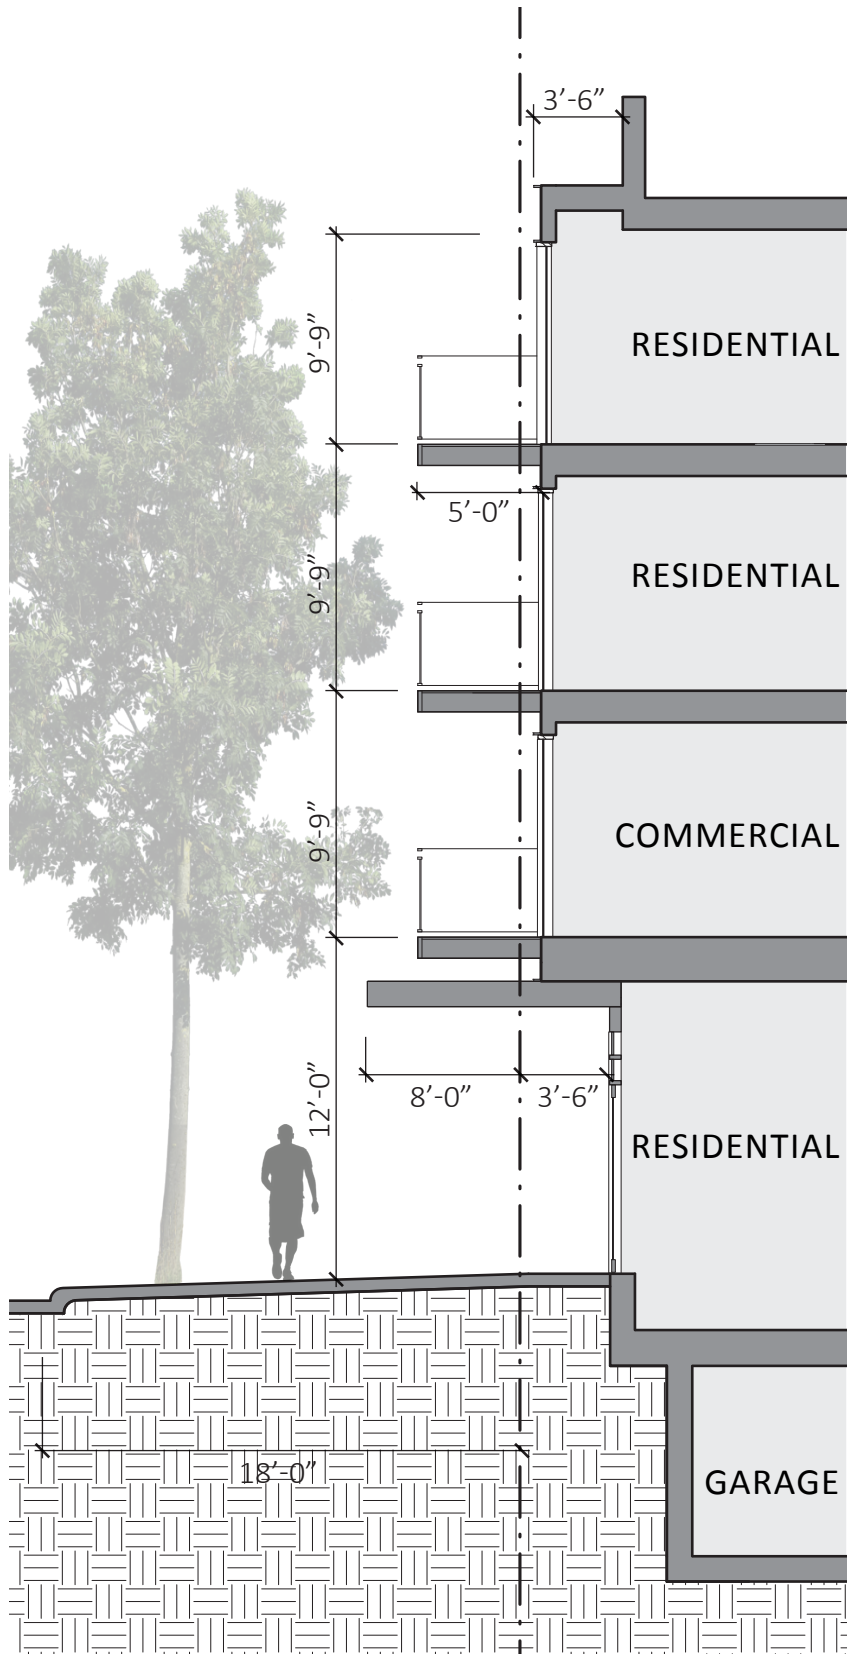 3’-6”
9’-9”
RESIDENTIAL
5’-0”
9’-9”
RESIDENTIAL
9’-9”
COMMERCIAL
12’-0”
8’-0”
3’-6”
RESIDENTIAL
18’-0”
GARAGE